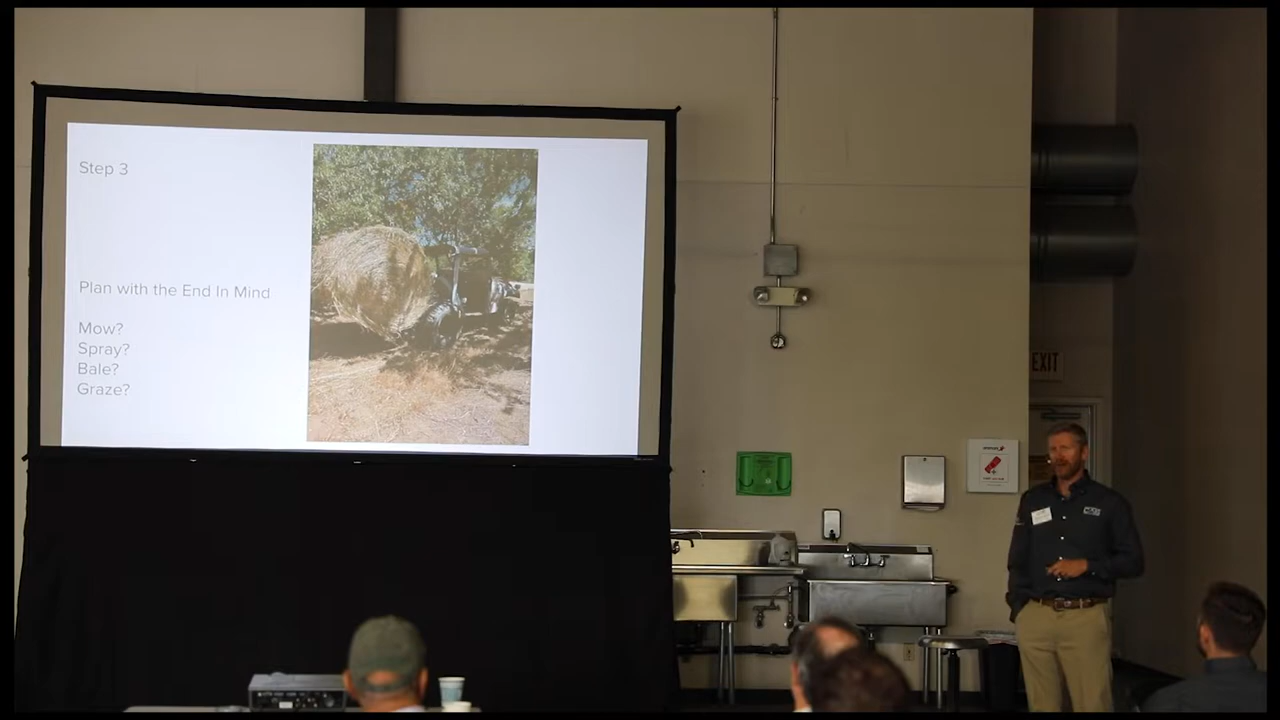 Step 3
Plan with the End In Mind
Mow?
Spray?
Bale?
Graze?
EXIT